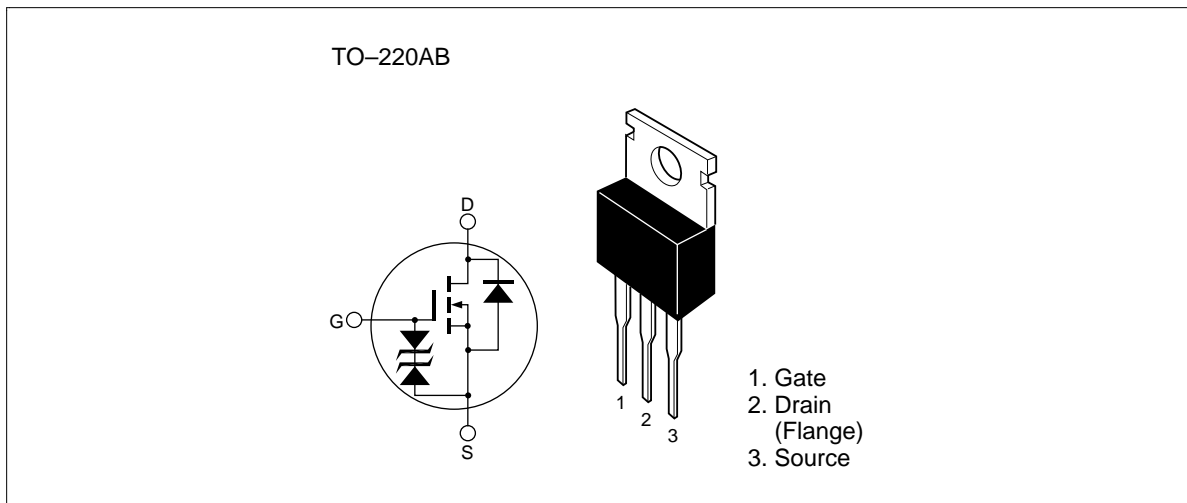 TO–220AB
D
G
S
1
2
3
1. Gate
2. Drain
(Flange)
3. Source